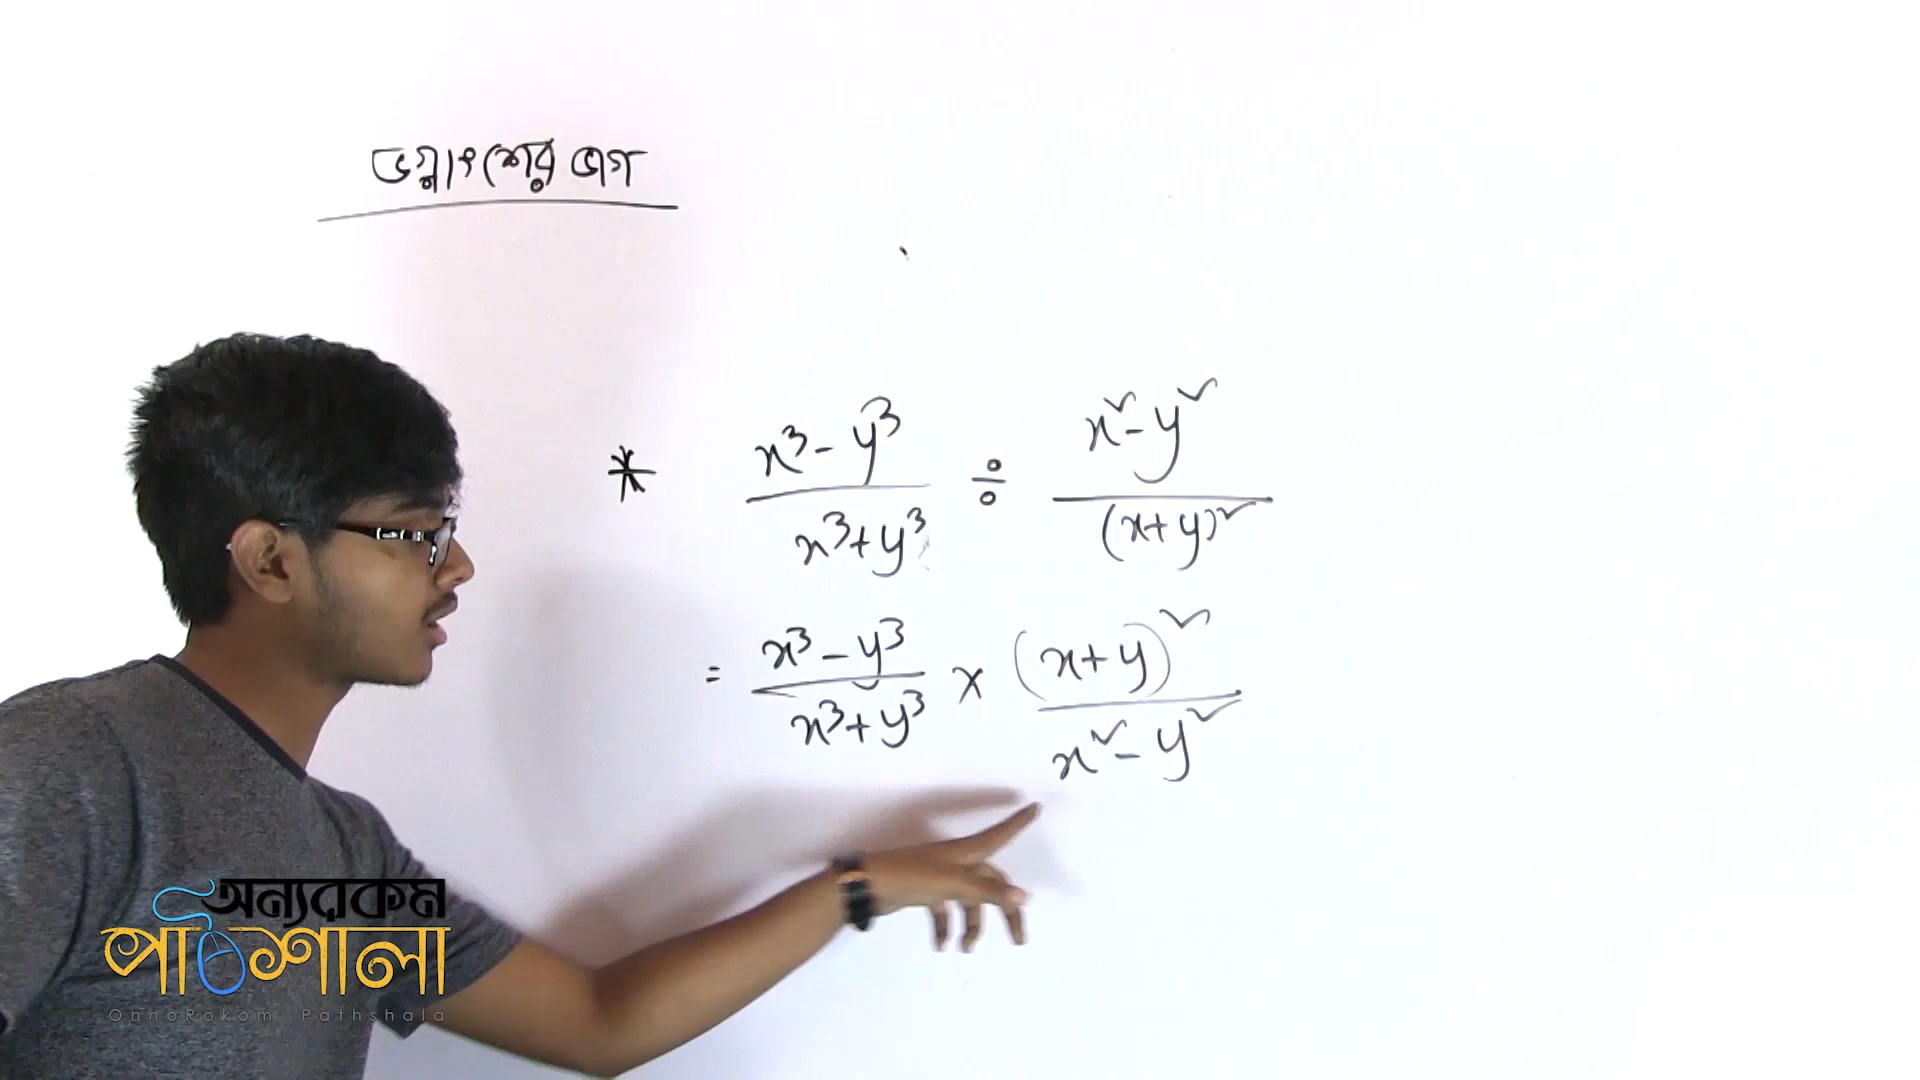 ভগ্নাংশের ভাগ
* x³ - y³ / x³ + y³ ÷ x² - y² / (x+y)²
= x³ - y³ / x³ + y³ × (x+y)² / x² - y²
অন্যরকম
পাঠশালা
OnnoRokom Pathshala